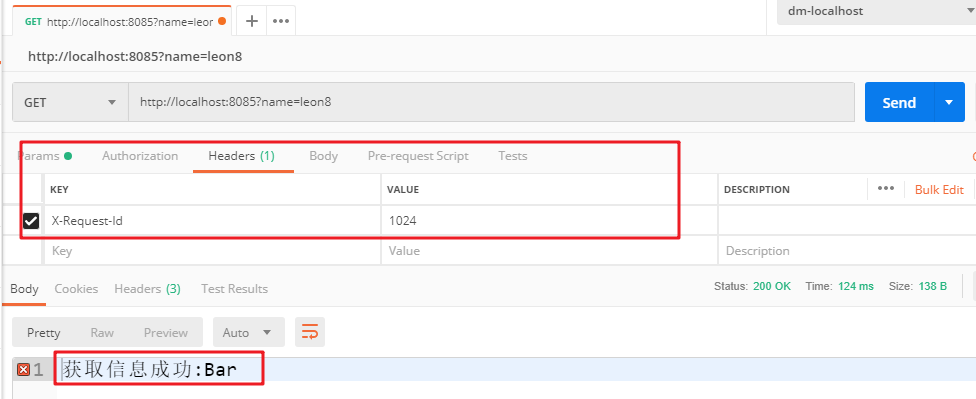 GET http://localhost:8085?name=leor
dm-localhost
http://localhost:8085?name=leon8
GET http://localhost:8085?name=leon8 Send
Params Authorization Headers (1) Body Pre-request Script Tests
KEY VALUE DESCRIPTION Bulk Edit
X-Request-Id 1024
Key Value Description
Body Cookies Headers (3) Test Results Status: 200 OK Time: 124 ms Size: 138 B
Pretty Raw Preview Auto
1 获取信息成功:Bar